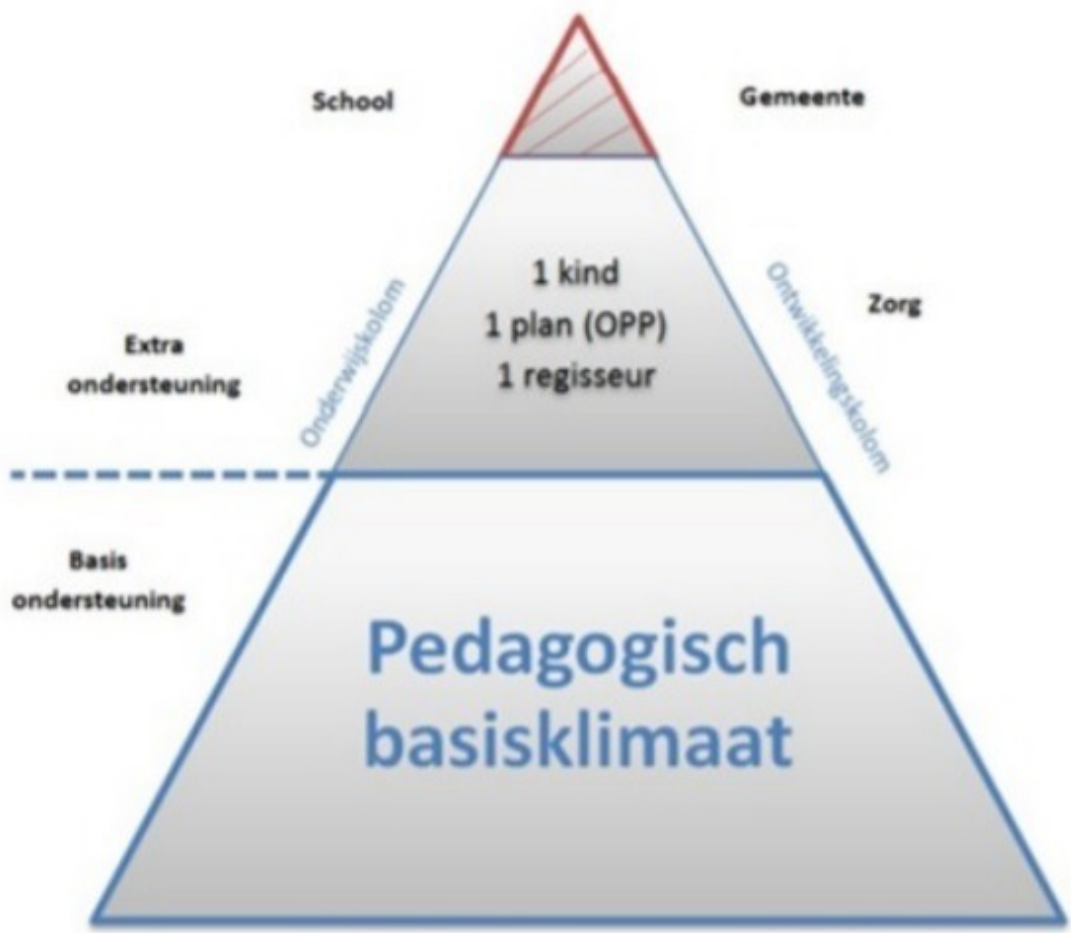 School
Gemeente
1 kind
1 plan (OPP)
1 regisseur
Onderwijskolom
Ontwikkelingskolom
Zorg
Extra
ondersteuning
Basis
ondersteuning
Pedagogisch
basisklimaat